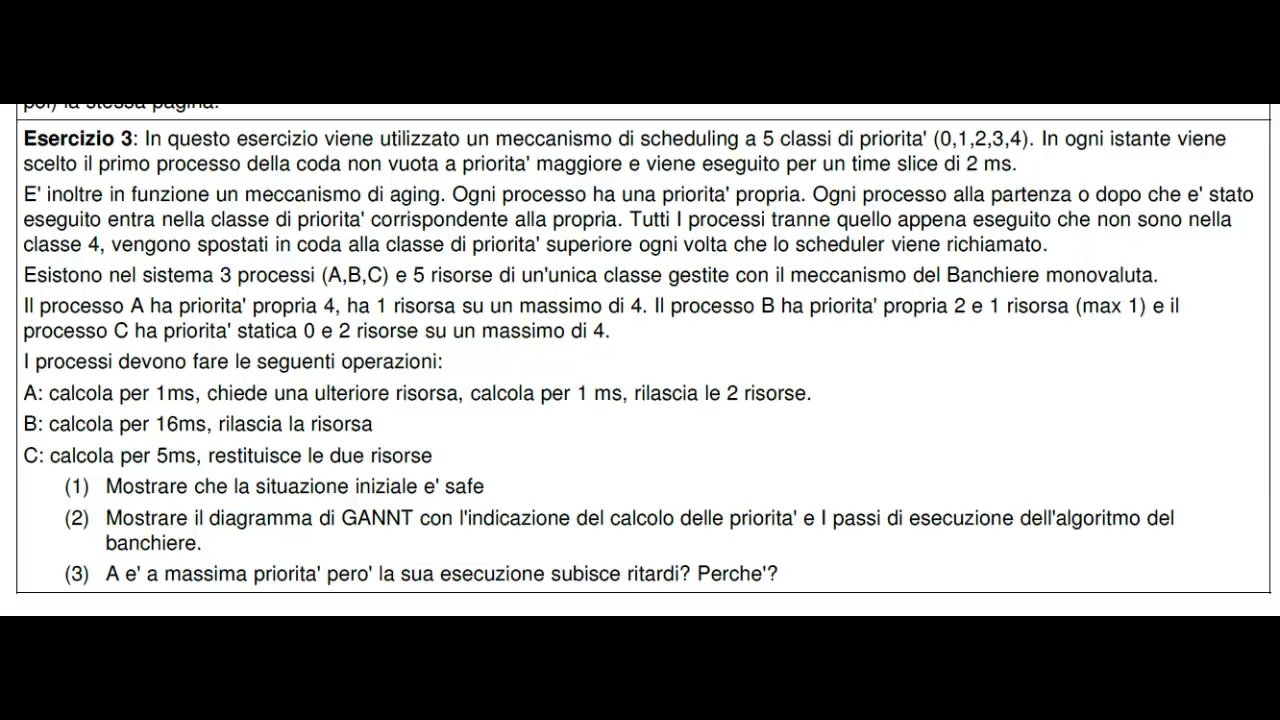 poi) la stessa pagina.
Esercizio 3: In questo esercizio viene utilizzato un meccanismo di scheduling a 5 classi di priorita' (0,1,2,3,4). In ogni istante viene
scelto il primo processo della coda non vuota a priorita' maggiore e viene eseguito per un time slice di 2 ms.
E' inoltre in funzione un meccanismo di aging. Ogni processo ha una priorita' propria. Ogni processo alla partenza o dopo che e' stato
eseguito entra nella classe di priorita' corrispondente alla propria. Tutti I processi tranne quello appena eseguito che non sono nella
classe 4, vengono spostati in coda alla classe di priorita' superiore ogni volta che lo scheduler viene richiamato.
Esistono nel sistema 3 processi (A,B,C) e 5 risorse di un'unica classe gestite con il meccanismo del Banchiere monovaluta.
Il processo A ha priorita' propria 4, ha 1 risorsa su un massimo di 4. Il processo B ha priorita' propria 2 e 1 risorsa (max 1) e il
processo C ha priorita' statica 0 e 2 risorse su un massimo di 4.
I processi devono fare le seguenti operazioni:
A: calcola per 1ms, chiede una ulteriore risorsa, calcola per 1 ms, rilascia le 2 risorse.
B: calcola per 16ms, rilascia la risorsa
C: calcola per 5ms, restituisce le due risorse
(1) Mostrare che la situazione iniziale e' safe
(2) Mostrare il diagramma di GANNT con l'indicazione del calcolo delle priorita' e I passi di esecuzione dell'algoritmo del
banchiere.
(3) A e' a massima priorita' pero' la sua esecuzione subisce ritardi? Perche'?